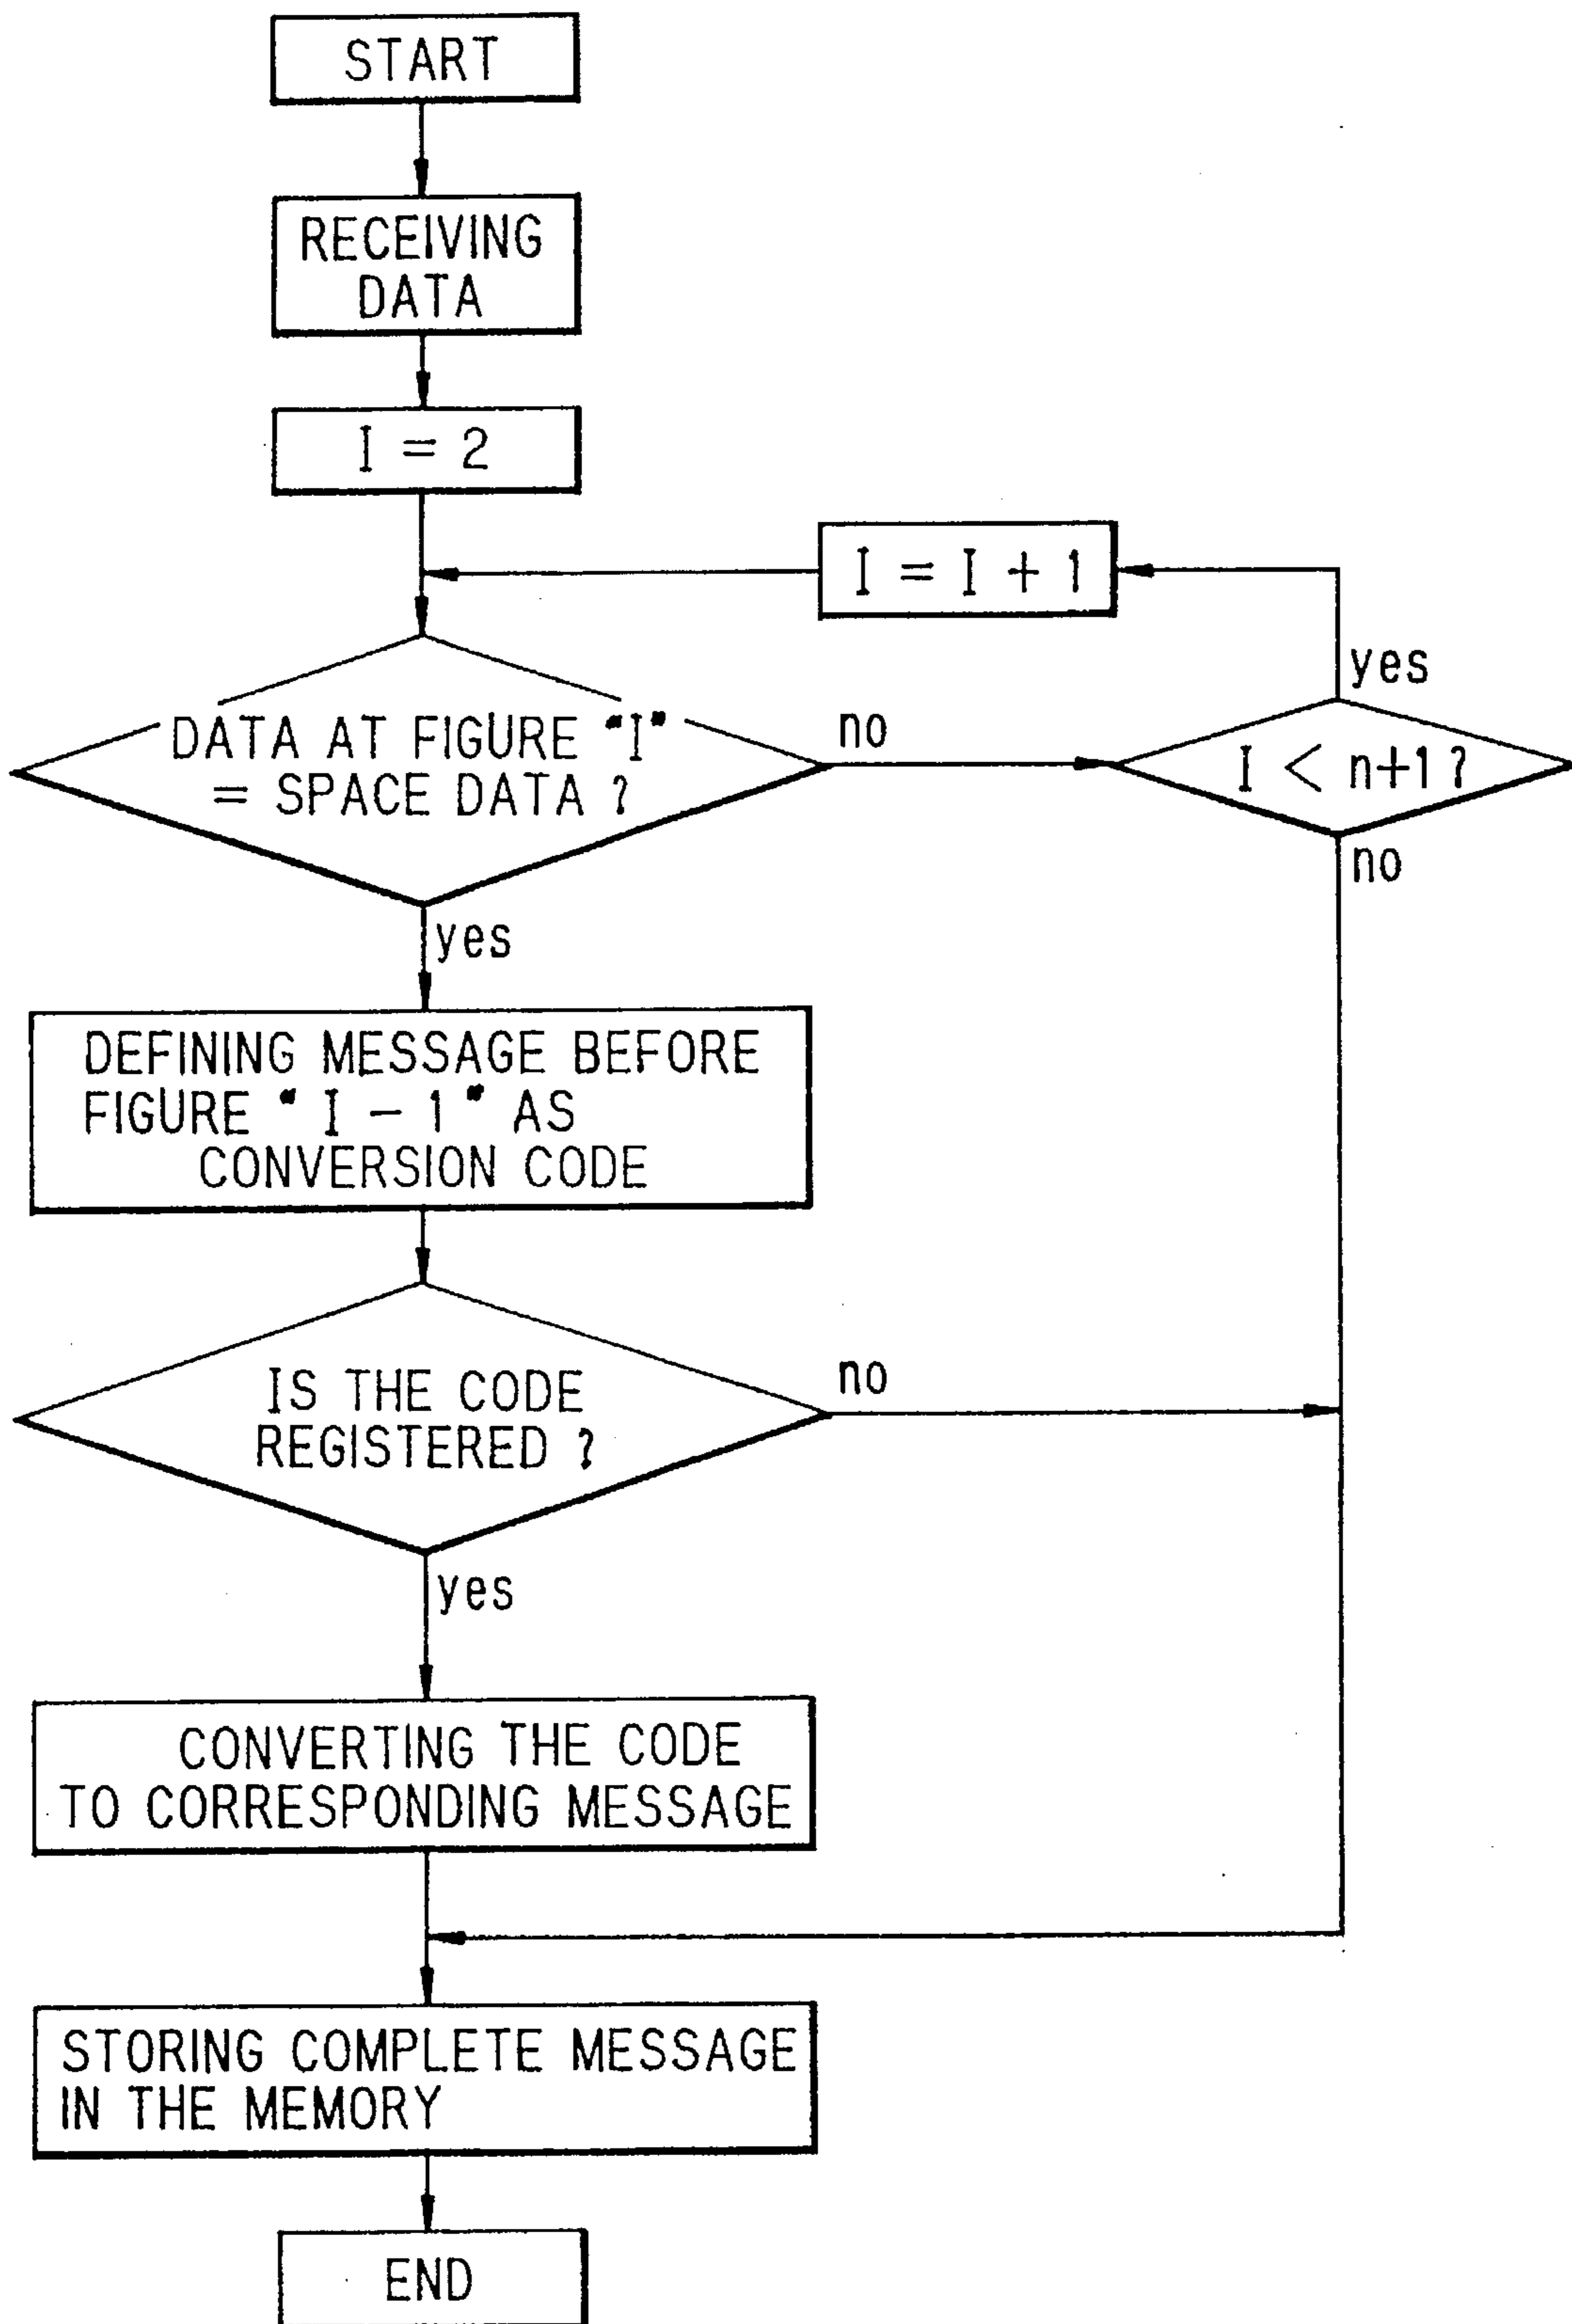 START
RECEIVING
DATA
I = 2
I = I + 1
yes
DATA AT FIGURE "I"
= SPACE DATA ?
no
I < n+1 ?
no
yes
DEFINING MESSAGE BEFORE
FIGURE " I - 1 " AS
CONVERSION CODE
IS THE CODE
REGISTERED ?
no
yes
CONVERTING THE CODE
TO CORRESPONDING MESSAGE
STORING COMPLETE MESSAGE
IN THE MEMORY
END